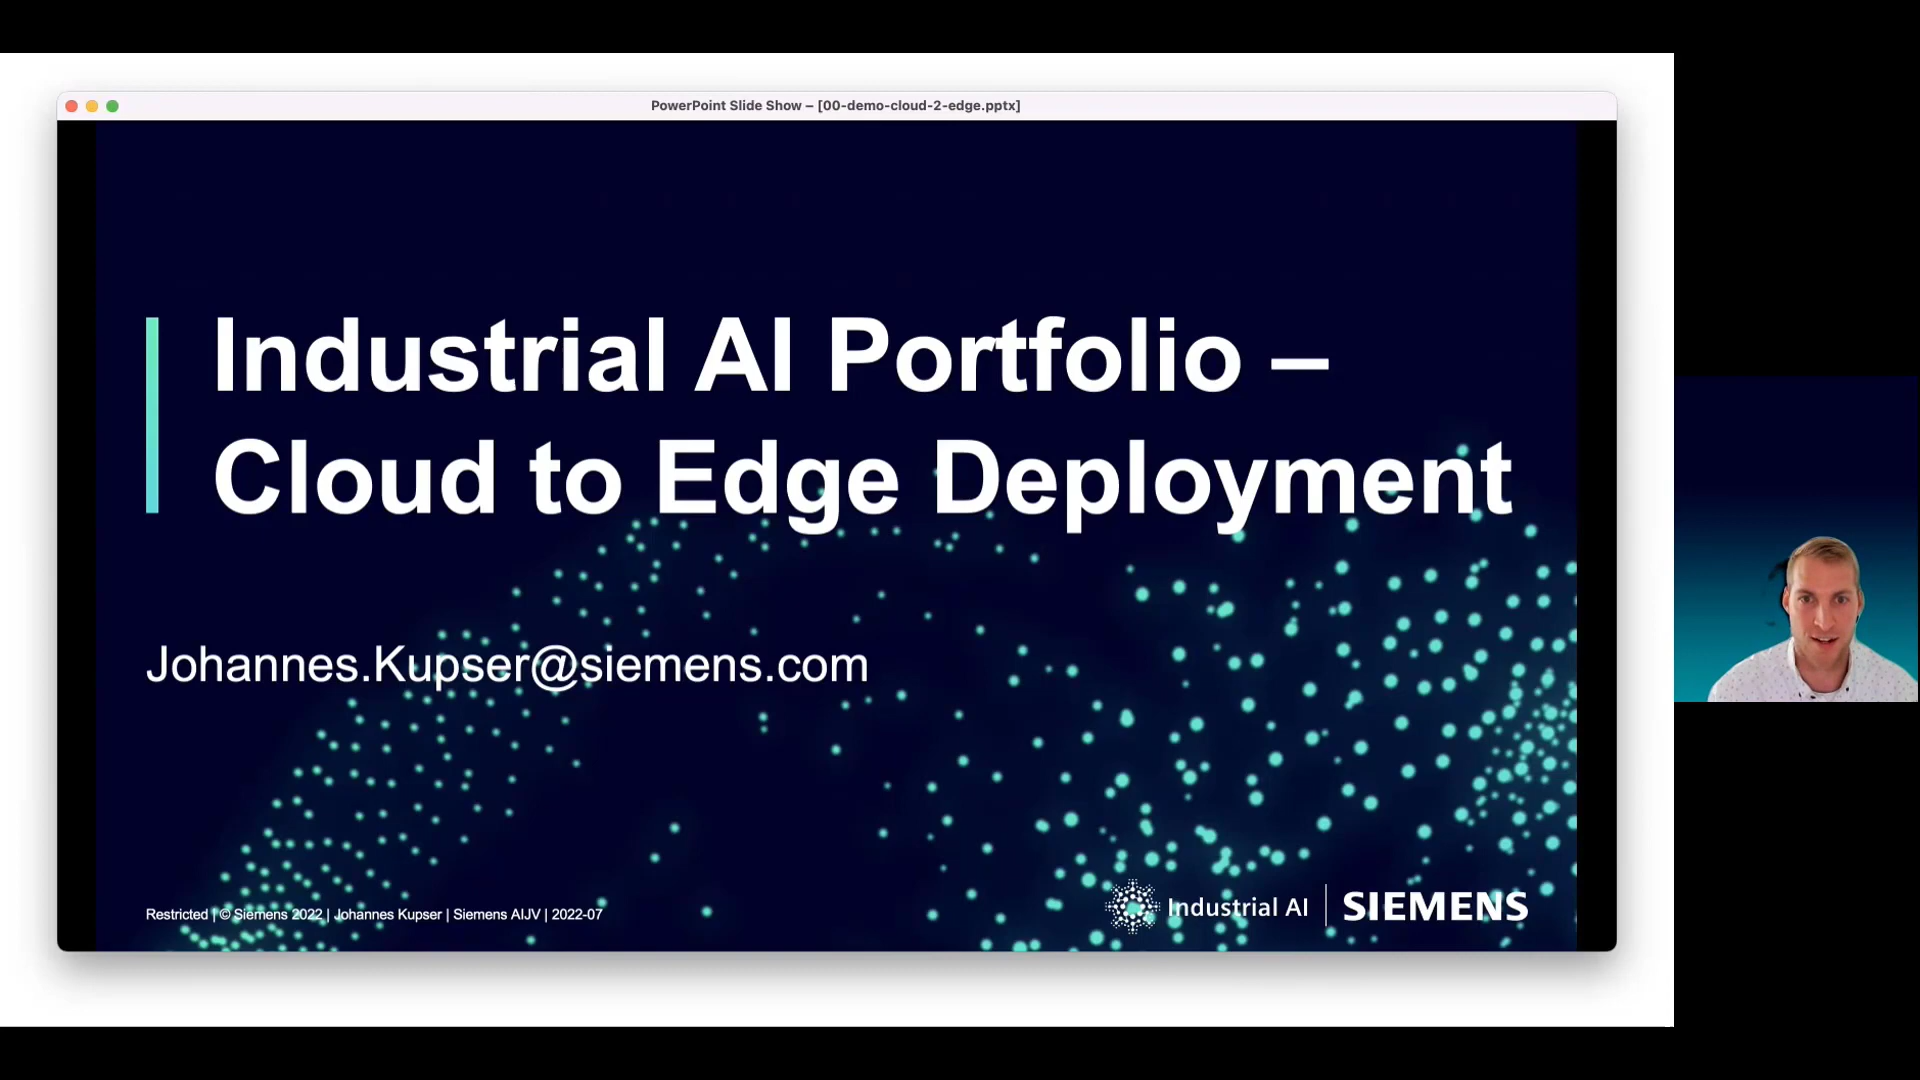 PowerPoint Slide Show – [00-demo-cloud-2-edge.pptx]
Industrial AI Portfolio –
Cloud to Edge Deployment
Johannes.Kupser@siemens.com
Restricted | © Siemens 2022 | Johannes Kupser | Siemens AIJV | 2022-07
Industrial AI
SIEMENS